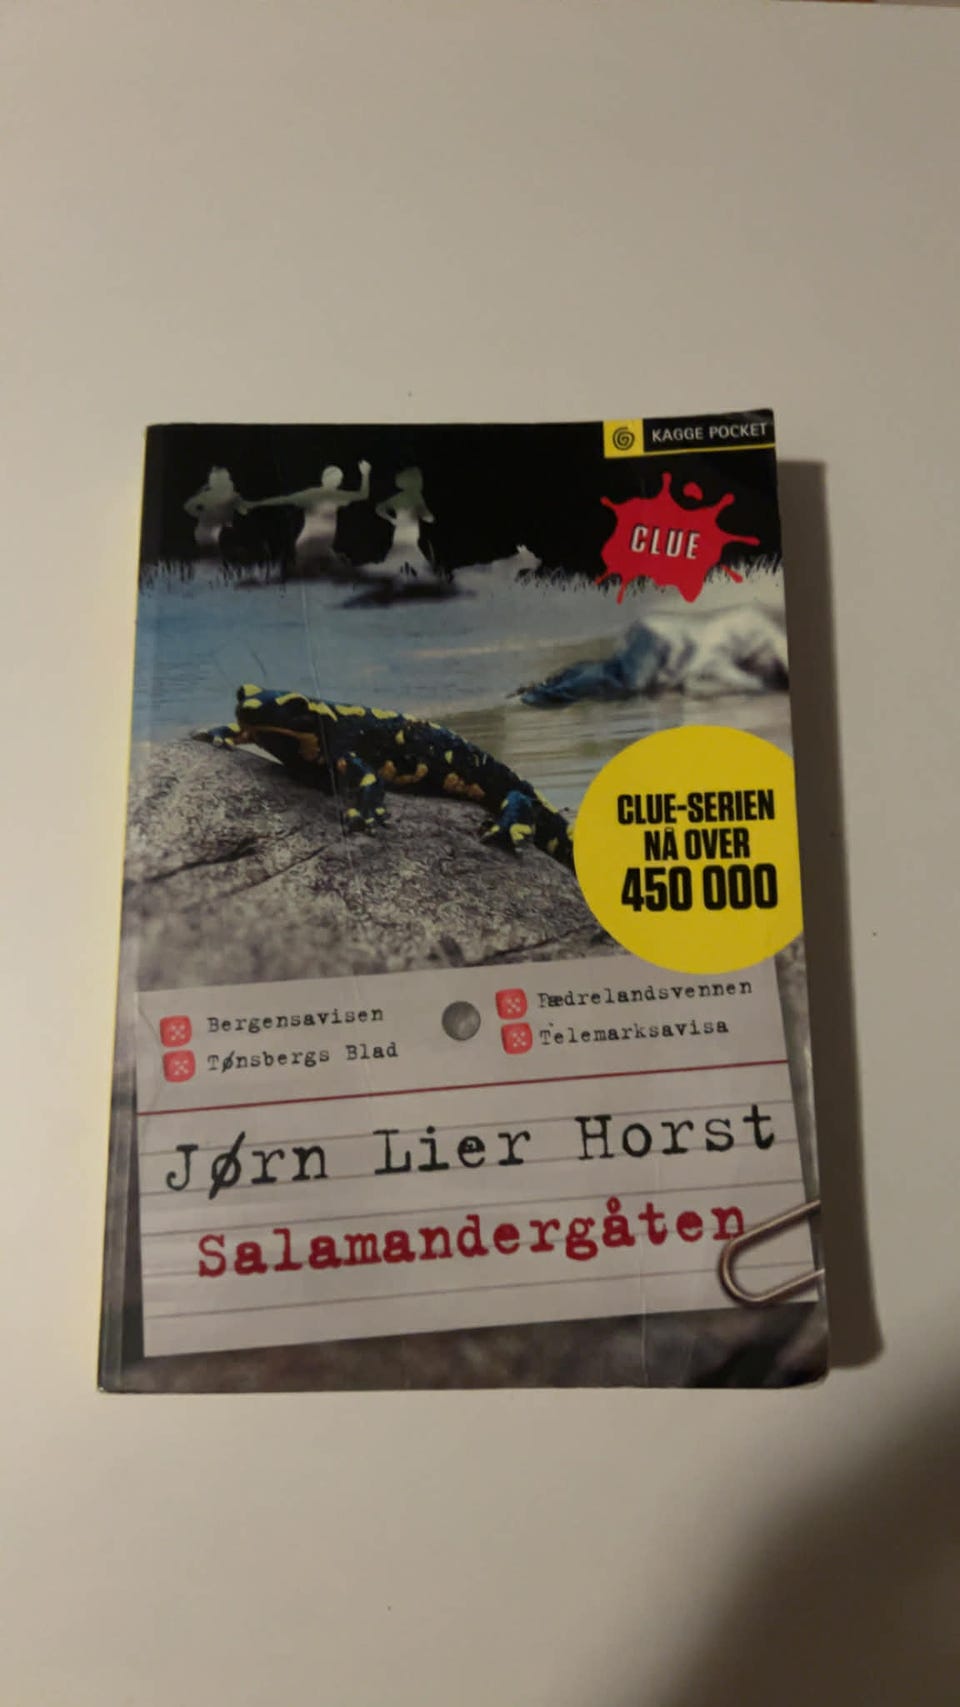 KAGGE POCKET
CLUE
CLUE-SERIEN
NÅ OVER
450 000
Bergensavisen
Tønsbergs Blad
Fædrelandsvennen
Telemarksavisa
Jørn Lier Horst
Salamandergåten